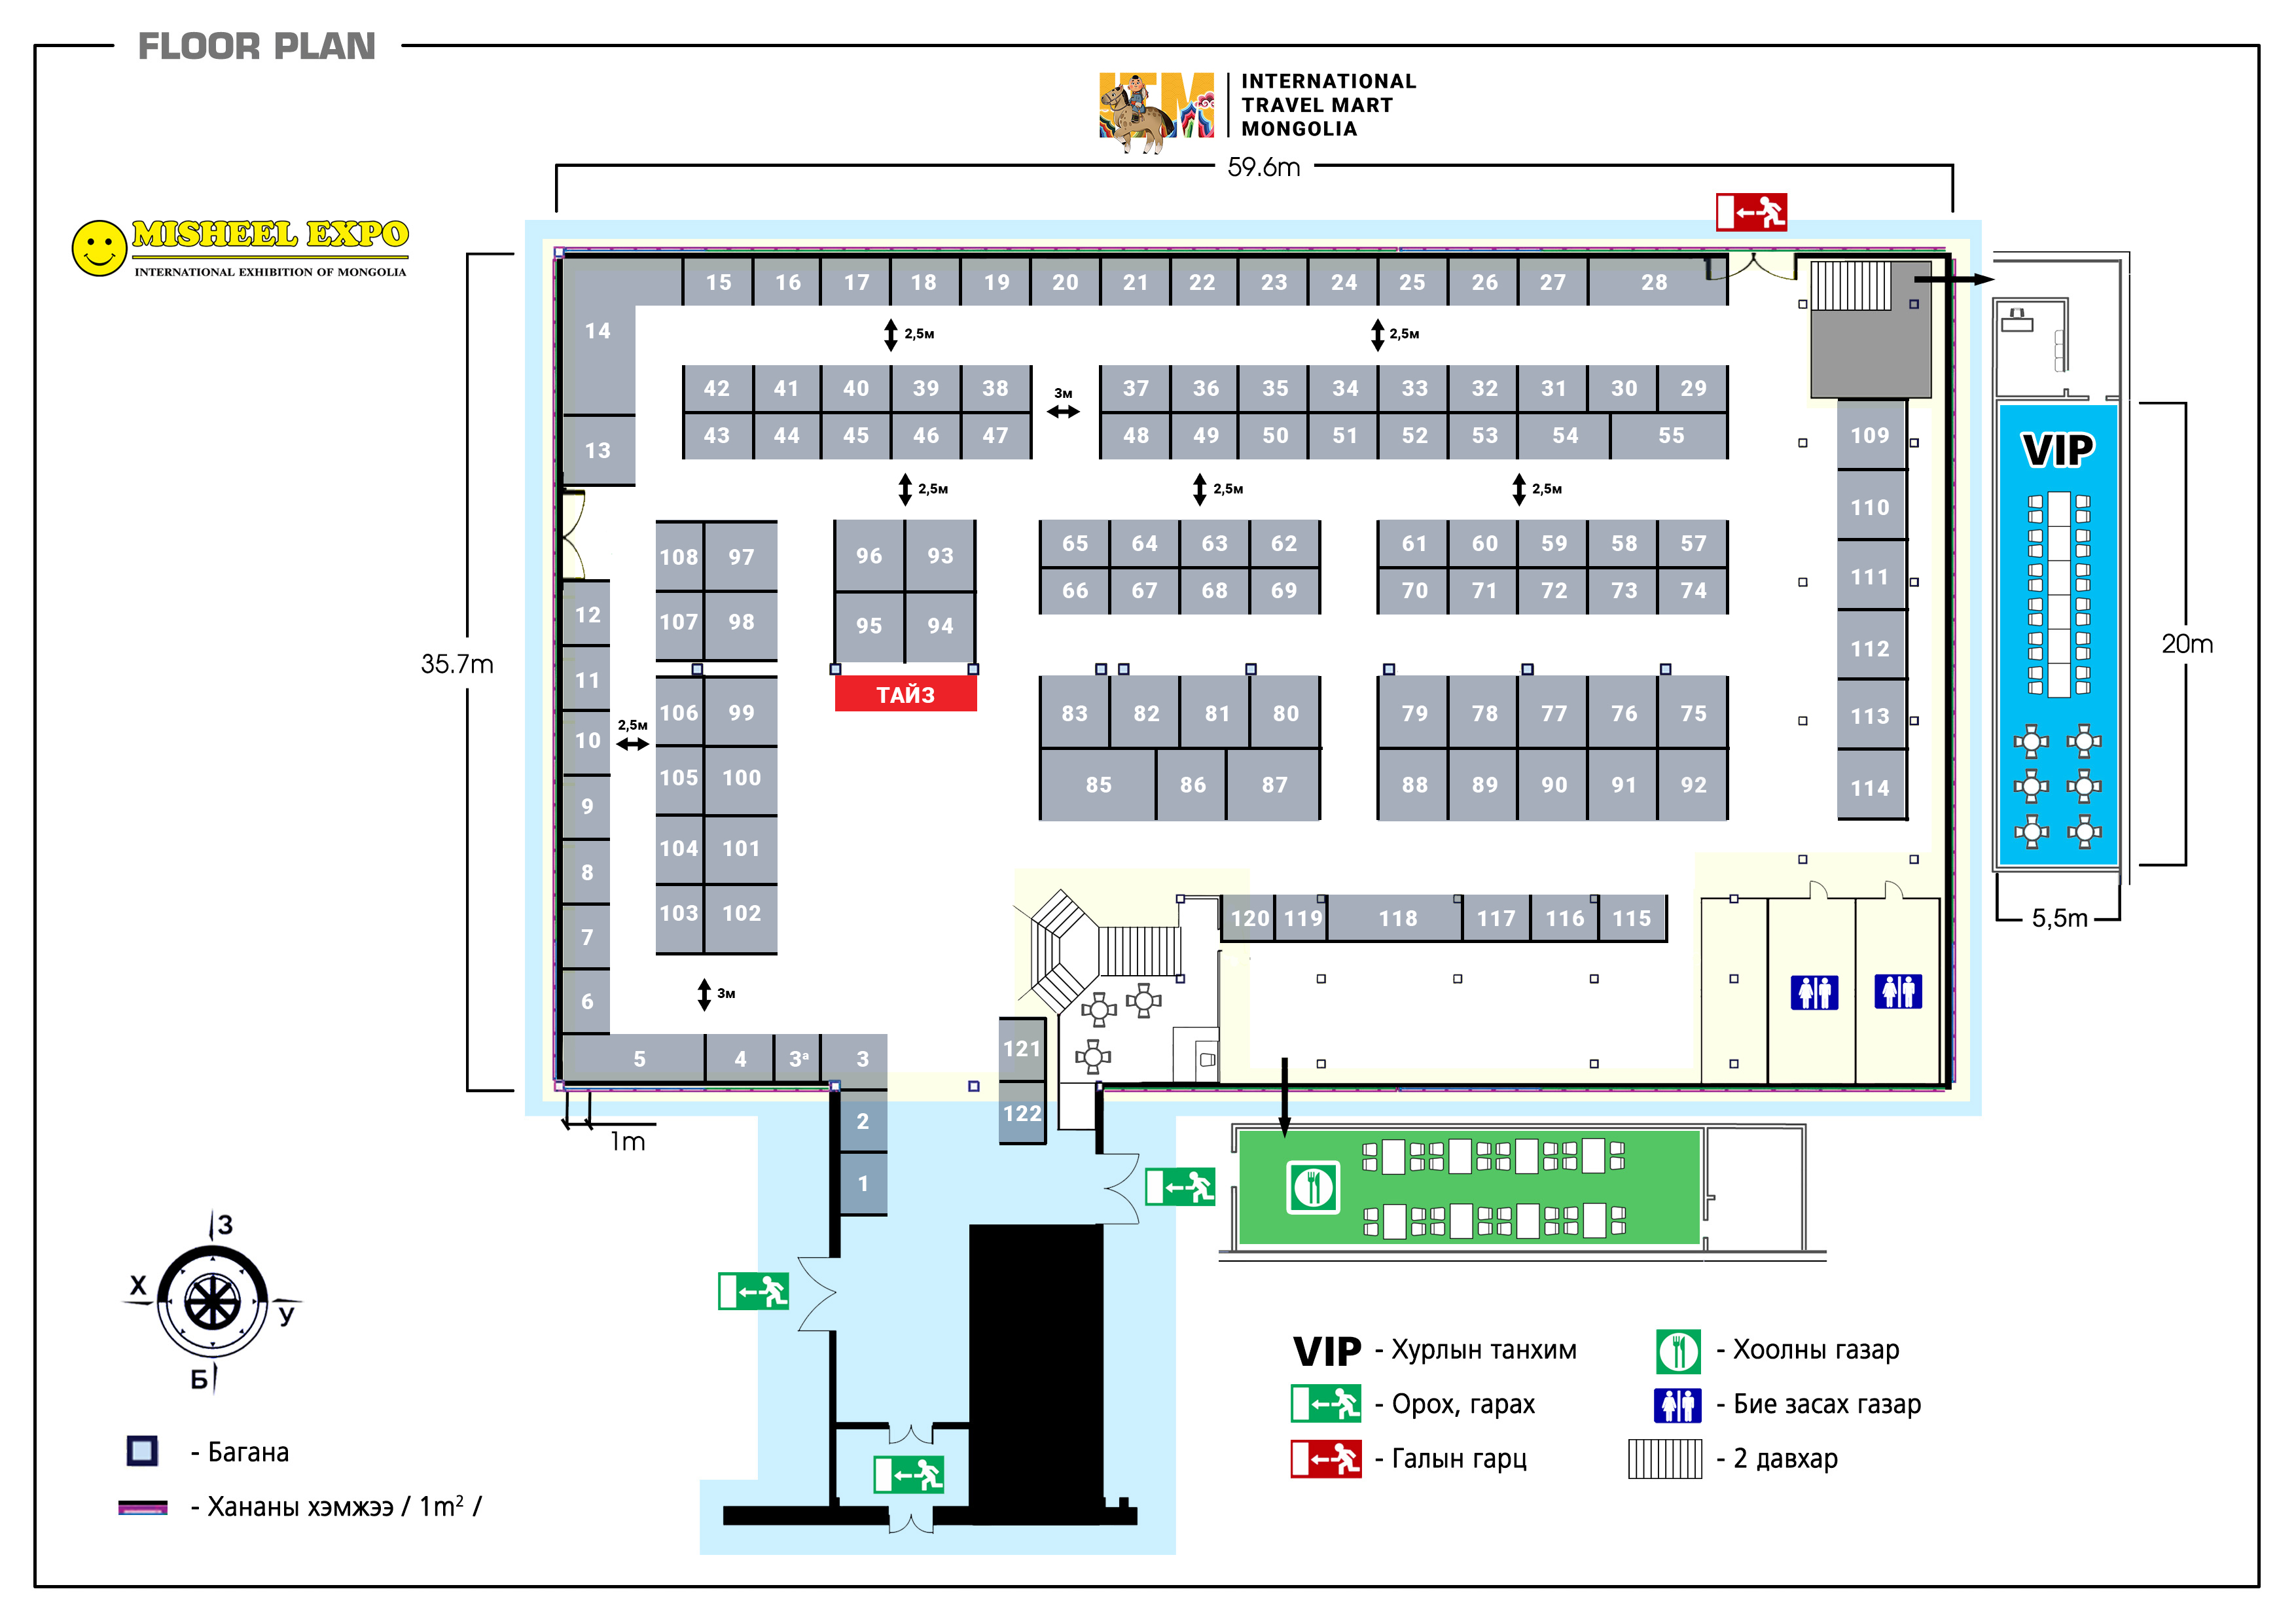 FLOOR PLAN
INTERNATIONAL
TRAVEL MART
MONGOLIA
59.6m
MISHEEL EXPO
INTERNATIONAL EXHIBITION OF MONGOLIA
15 16 17 18 19 20 21 22 23 24 25 26 27 28
14
2,5м 2,5м
42 41 40 39 38 3м 37 36 35 34 33 32 31 30 29
43 44 45 46 47 48 49 50 51 52 53 54 55
13
109
VIP
2,5м 2,5м 2,5м
110
108 97 96 93 65 64 63 62 61 60 59 58 57
111
66 67 68 69 70 71 72 73 74
12 107 98 95 94
112
35.7m
20m
11
ТАЙЗ
106 99 83 82 81 80 79 78 77 76 75 113
2,5м
10
105 100 85 86 87 88 89 90 91 92 114
9
104 101
8
103 102 120 119 118 117 116 115
5,5m
7
3м
6
5 4 3ª 3 121
122
2
1m
1
З
Х
У
Б
VIP - Хурлын танхим
- Хоолны газар
- Орох, гарах
- Бие засах газар
- Галын гарц
- 2 давхар
- Багана
- Хананы хэмжээ / 1m² /